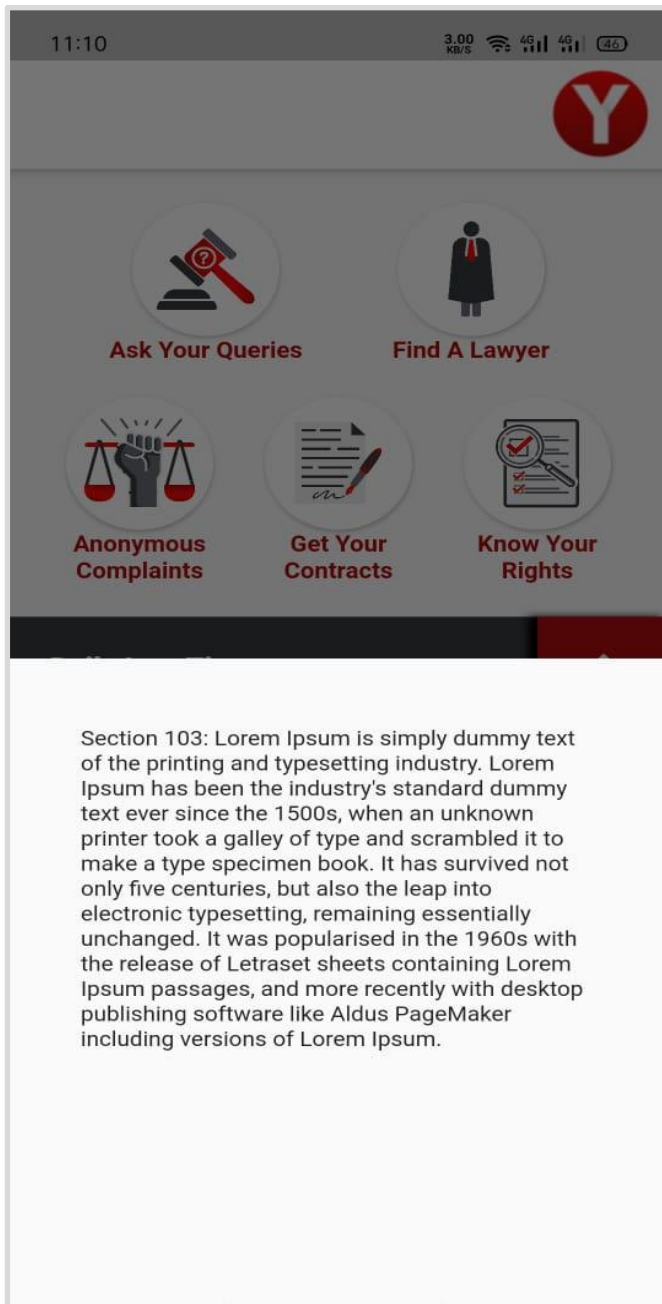 11:10
3.00
KB/S
4G
4G
46
Y
Ask Your Queries
Find A Lawyer
Anonymous
Complaints
Get Your
Contracts
Know Your
Rights
Section 103: Lorem Ipsum is simply dummy text
of the printing and typesetting industry. Lorem
Ipsum has been the industry's standard dummy
text ever since the 1500s, when an unknown
printer took a galley of type and scrambled it to
make a type specimen book. It has survived not
only five centuries, but also the leap into
electronic typesetting, remaining essentially
unchanged. It was popularised in the 1960s with
the release of Letraset sheets containing Lorem
Ipsum passages, and more recently with desktop
publishing software like Aldus PageMaker
including versions of Lorem Ipsum.